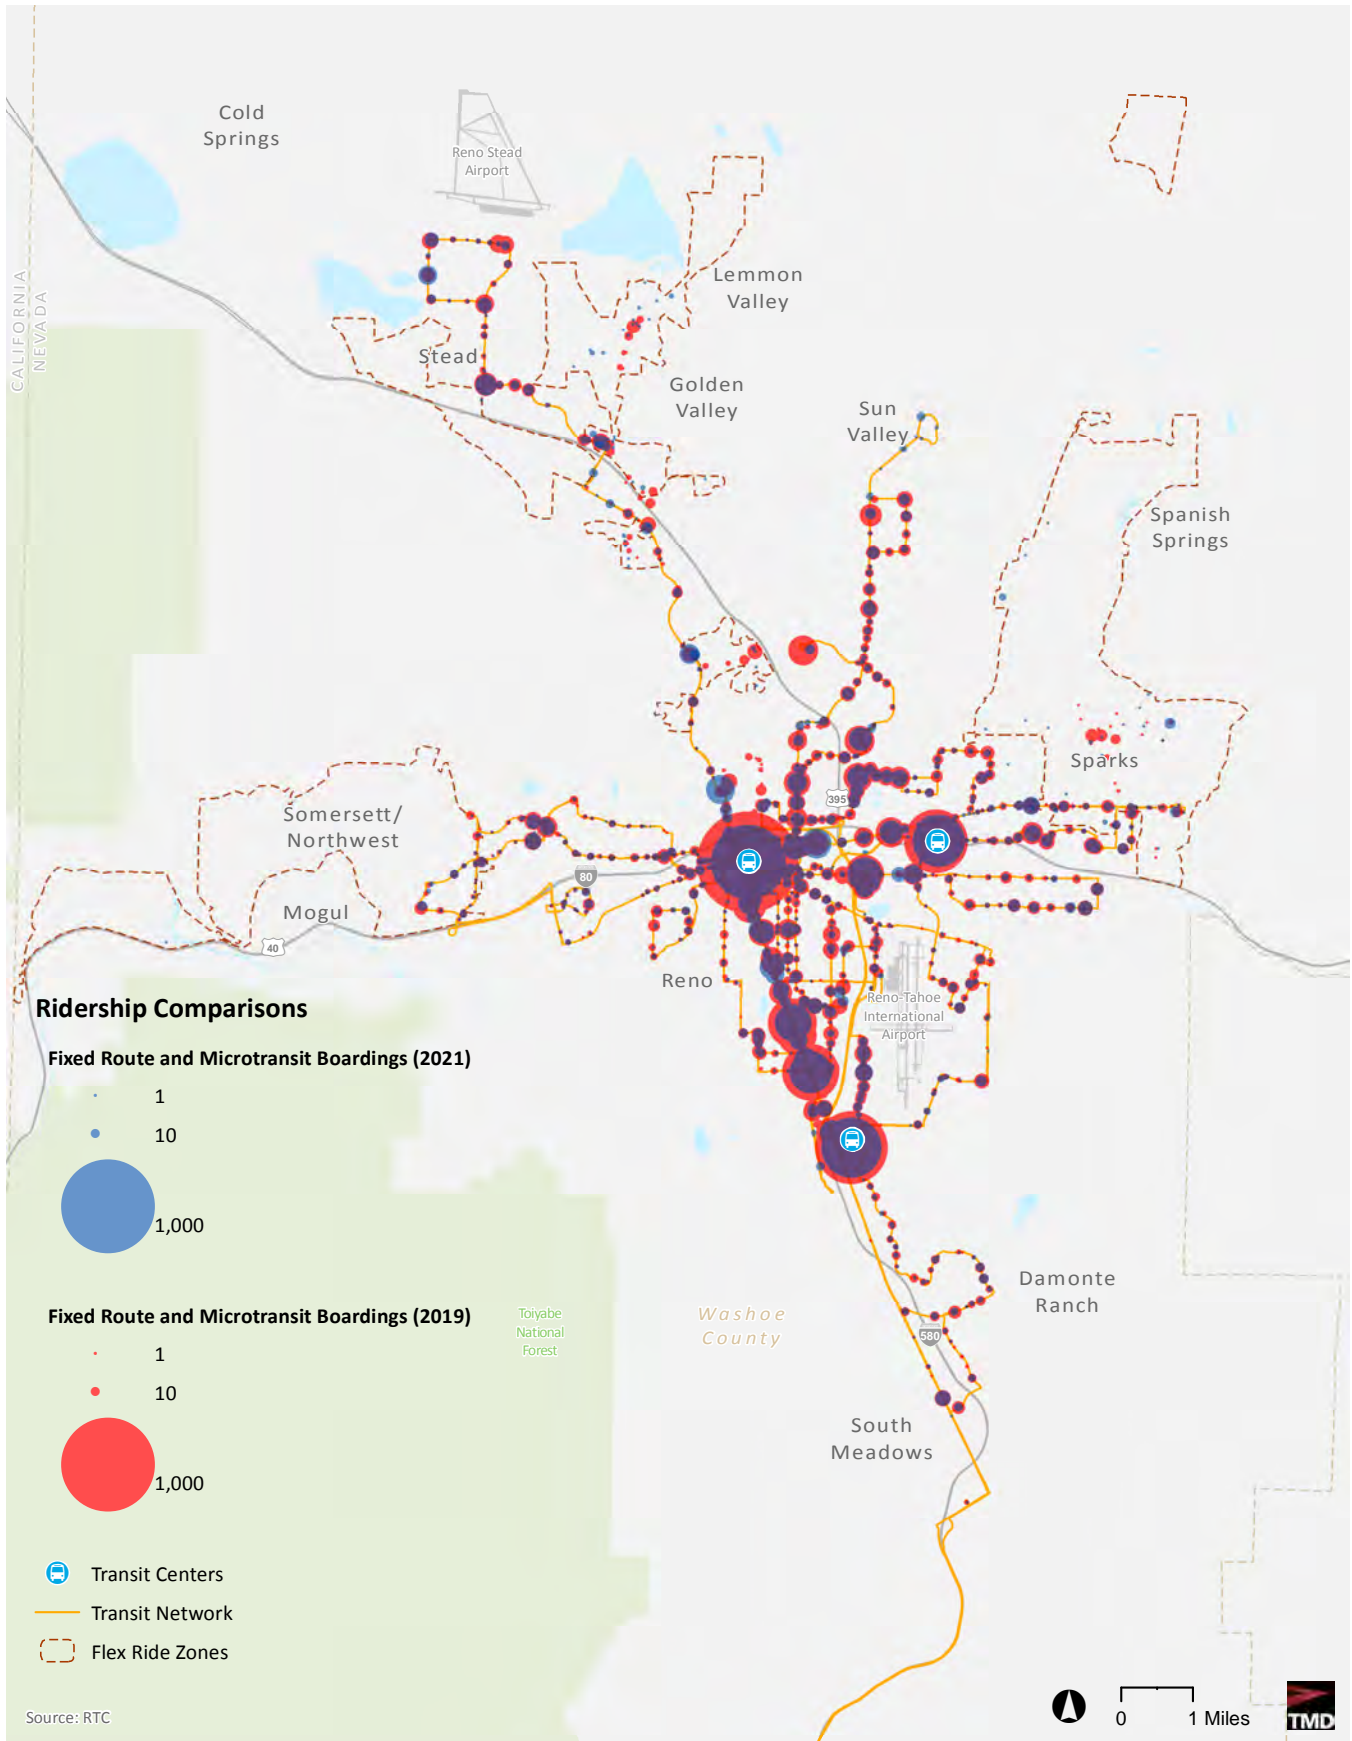 Cold
Springs
Reno Stead
Airport
CALIFORNIA
NEVADA
Lemmon
Valley
Stead
Golden
Valley
Sun
Valley
Spanish
Springs
Sparks
395
Somersett/
Northwest
80
Mogul
40
Reno
Reno-Tahoe
International
Airport
Ridership Comparisons
Fixed Route and Microtransit Boardings (2021)
1
10
1,000
Fixed Route and Microtransit Boardings (2019)
1
10
1,000
Toiyabe
National
Forest
Washoe
County
Damonte
Ranch
580
South
Meadows
Transit Centers
Transit Network
Flex Ride Zones
Source: RTC
0 1 Miles
TMD